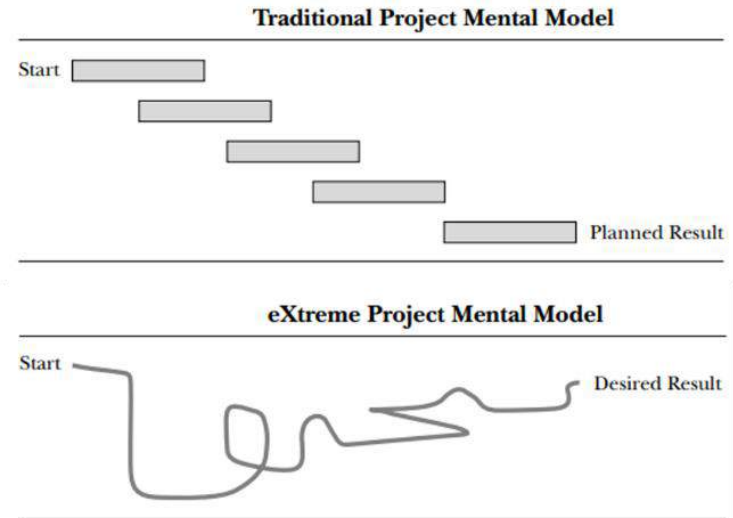 Traditional Project Mental Model
Start
Planned Result
eXtreme Project Mental Model
Start
Desired Result